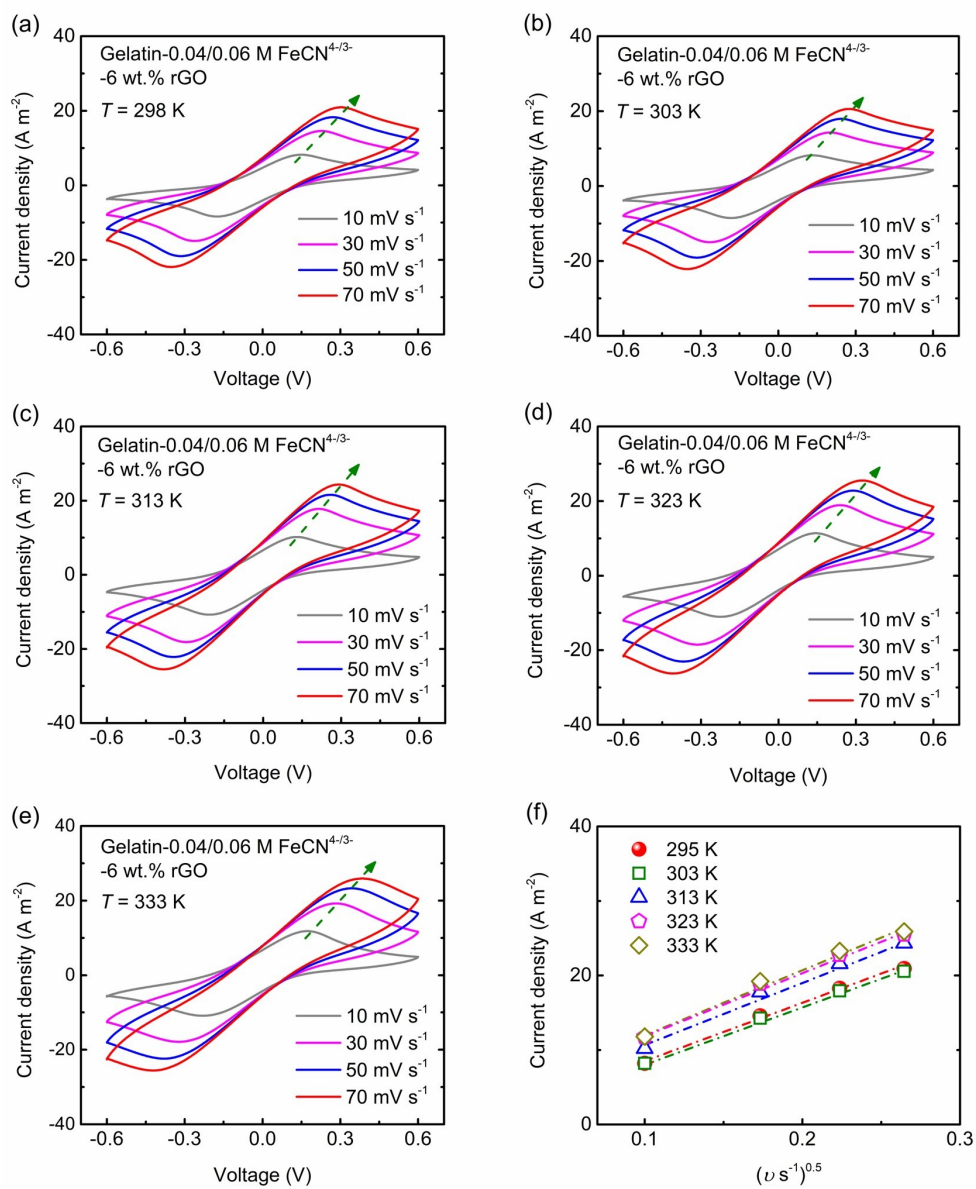 (a)
Gelatin-0.04/0.06 M FeCN4-/3-
-6 wt.% rGO
T = 298 K
10 mV s-1
30 mV s-1
50 mV s-1
70 mV s-1
40
20
0
-20
-40
-0.6
-0.3
0.0
0.3
0.6
Current density (A m-2)
Voltage (V)
(b)
Gelatin-0.04/0.06 M FeCN4-/3-
-6 wt.% rGO
T = 303 K
10 mV s-1
30 mV s-1
50 mV s-1
70 mV s-1
40
20
0
-20
-40
-0.6
-0.3
0.0
0.3
0.6
Current density (A m-2)
Voltage (V)
(c)
Gelatin-0.04/0.06 M FeCN4-/3-
-6 wt.% rGO
T = 313 K
10 mV s-1
30 mV s-1
50 mV s-1
70 mV s-1
40
20
0
-20
-40
-0.6
-0.3
0.0
0.3
0.6
Current density (A m-2)
Voltage (V)
(d)
Gelatin-0.04/0.06 M FeCN4-/3-
-6 wt.% rGO
T = 323 K
10 mV s-1
30 mV s-1
50 mV s-1
70 mV s-1
40
20
0
-20
-40
-0.6
-0.3
0.0
0.3
0.6
Current density (A m-2)
Voltage (V)
(e)
Gelatin-0.04/0.06 M FeCN4-/3-
-6 wt.% rGO
T = 333 K
10 mV s-1
30 mV s-1
50 mV s-1
70 mV s-1
40
20
0
-20
-40
-0.6
-0.3
0.0
0.3
0.6
Current density (A m-2)
Voltage (V)
(f)
295 K
303 K
313 K
323 K
333 K
40
20
0
0.1
0.2
0.3
Current density (A m-2)
(υ s-1)0.5